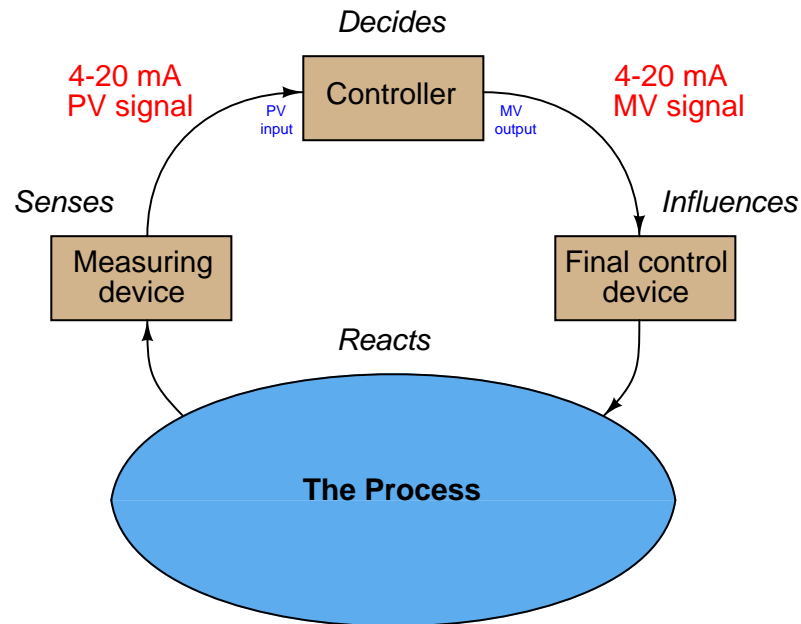 Decides
4-20 mA
PV signal
Controller
4-20 mA
MV signal
PV
input
MV
output
Senses
Influences
Measuring
device
Final control
device
Reacts
The Process